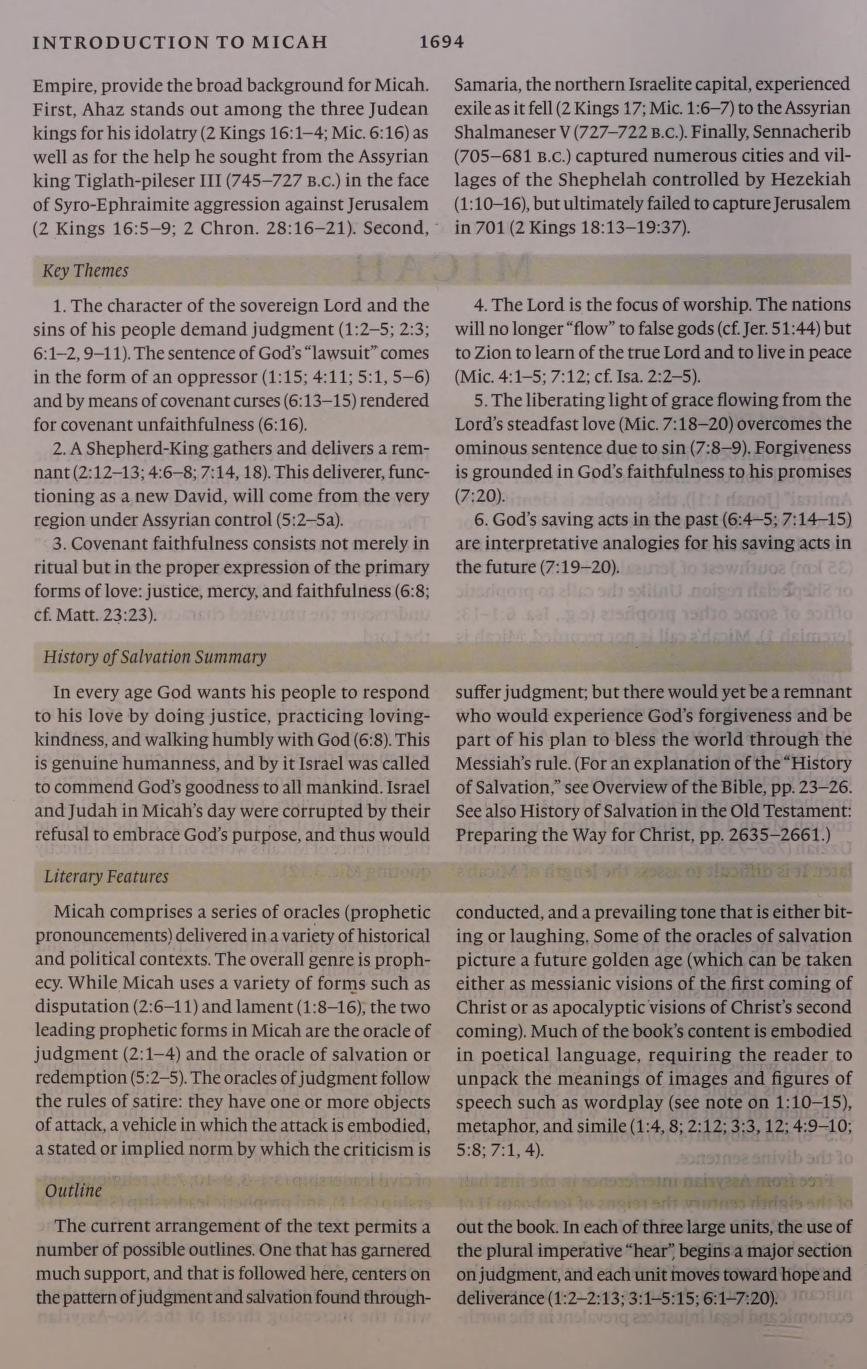 INTRODUCTION TO MICAH 1694
Empire, provide the broad background for Micah.
First, Ahaz stands out among the three Judean
kings for his idolatry (2 Kings 16:1–4; Mic. 6:16) as
well as for the help he sought from the Assyrian
king Tiglath-pileser III (745–727 B.C.) in the face
of Syro-Ephraimite aggression against Jerusalem
(2 Kings 16:5–9; 2 Chron. 28:16–21). Second,
Samaria, the northern Israelite capital, experienced
exile as it fell (2 Kings 17; Mic. 1:6–7) to the Assyrian
Shalmaneser V (727–722 B.C.). Finally, Sennacherib
(705–681 B.C.) captured numerous cities and vil-
lages of the Shephelah controlled by Hezekiah
(1:10–16), but ultimately failed to capture Jerusalem
in 701 (2 Kings 18:13–19:37).
Key Themes
1. The character of the sovereign Lord and the
sins of his people demand judgment (1:2–5; 2:3;
6:1–2, 9–11). The sentence of God's “lawsuit” comes
in the form of an oppressor (1:15; 4:11; 5:1, 5–6)
and by means of covenant curses (6:13–15) rendered
for covenant unfaithfulness (6:16).
2. A Shepherd-King gathers and delivers a rem-
nant (2:12–13; 4:6–8; 7:14, 18). This deliverer, func-
tioning as a new David, will come from the very
region under Assyrian control (5:2–5a).
3. Covenant faithfulness consists not merely in
ritual but in the proper expression of the primary
forms of love: justice, mercy, and faithfulness (6:8;
cf. Matt. 23:23).
4. The Lord is the focus of worship. The nations
will no longer “flow” to false gods (cf. Jer. 51:44) but
to Zion to learn of the true Lord and to live in peace
(Mic. 4:1–5; 7:12; cf. Isa. 2:2–5).
5. The liberating light of grace flowing from the
Lord's steadfast love (Mic. 7:18–20) overcomes the
ominous sentence due to sin (7:8–9). Forgiveness
is grounded in God's faithfulness to his promises
(7:20).
6. God's saving acts in the past (6:4–5; 7:14–15)
are interpretative analogies for his saving acts in
the future (7:19–20).
History of Salvation Summary
In every age God wants his people to respond
to his love by doing justice, practicing loving-
kindness, and walking humbly with God (6:8). This
is genuine humanness, and by it Israel was called
to commend God's goodness to all mankind. Israel
and Judah in Micah's day were corrupted by their
refusal to embrace God's purpose, and thus would
suffer judgment; but there would yet be a remnant
who would experience God's forgiveness and be
part of his plan to bless the world through the
Messiah's rule. (For an explanation of the “History
of Salvation,” see Overview of the Bible, pp. 23–26.
See also History of Salvation in the Old Testament:
Preparing the Way for Christ, pp. 2635–2661.)
Literary Features
Micah comprises a series of oracles (prophetic
pronouncements) delivered in a variety of historical
and political contexts. The overall genre is proph-
ecy. While Micah uses a variety of forms such as
disputation (2:6–11) and lament (1:8–16), the two
leading prophetic forms in Micah are the oracle of
judgment (2:1–4) and the oracle of salvation or
redemption (5:2–5). The oracles of judgment follow
the rules of satire: they have one or more objects
of attack, a vehicle in which the attack is embodied,
a stated or implied norm by which the criticism is
conducted, and a prevailing tone that is either bit-
ing or laughing. Some of the oracles of salvation
picture a future golden age (which can be taken
either as messianic visions of the first coming of
Christ or as apocalyptic visions of Christ's second
coming). Much of the book's content is embodied
in poetical language, requiring the reader to
unpack the meanings of images and figures of
speech such as wordplay (see note on 1:10–15),
metaphor, and simile (1:4, 8; 2:12; 3:3, 12; 4:9–10;
5:8; 7:1, 4).
Outline
The current arrangement of the text permits a
number of possible outlines. One that has garnered
much support, and that is followed here, centers on
the pattern of judgment and salvation found through-
out the book. In each of three large units, the use of
the plural imperative “hear” begins a major section
on judgment, and each unit moves toward hope and
deliverance (1:2–2:13; 3:1–5:15; 6:1–7:20).